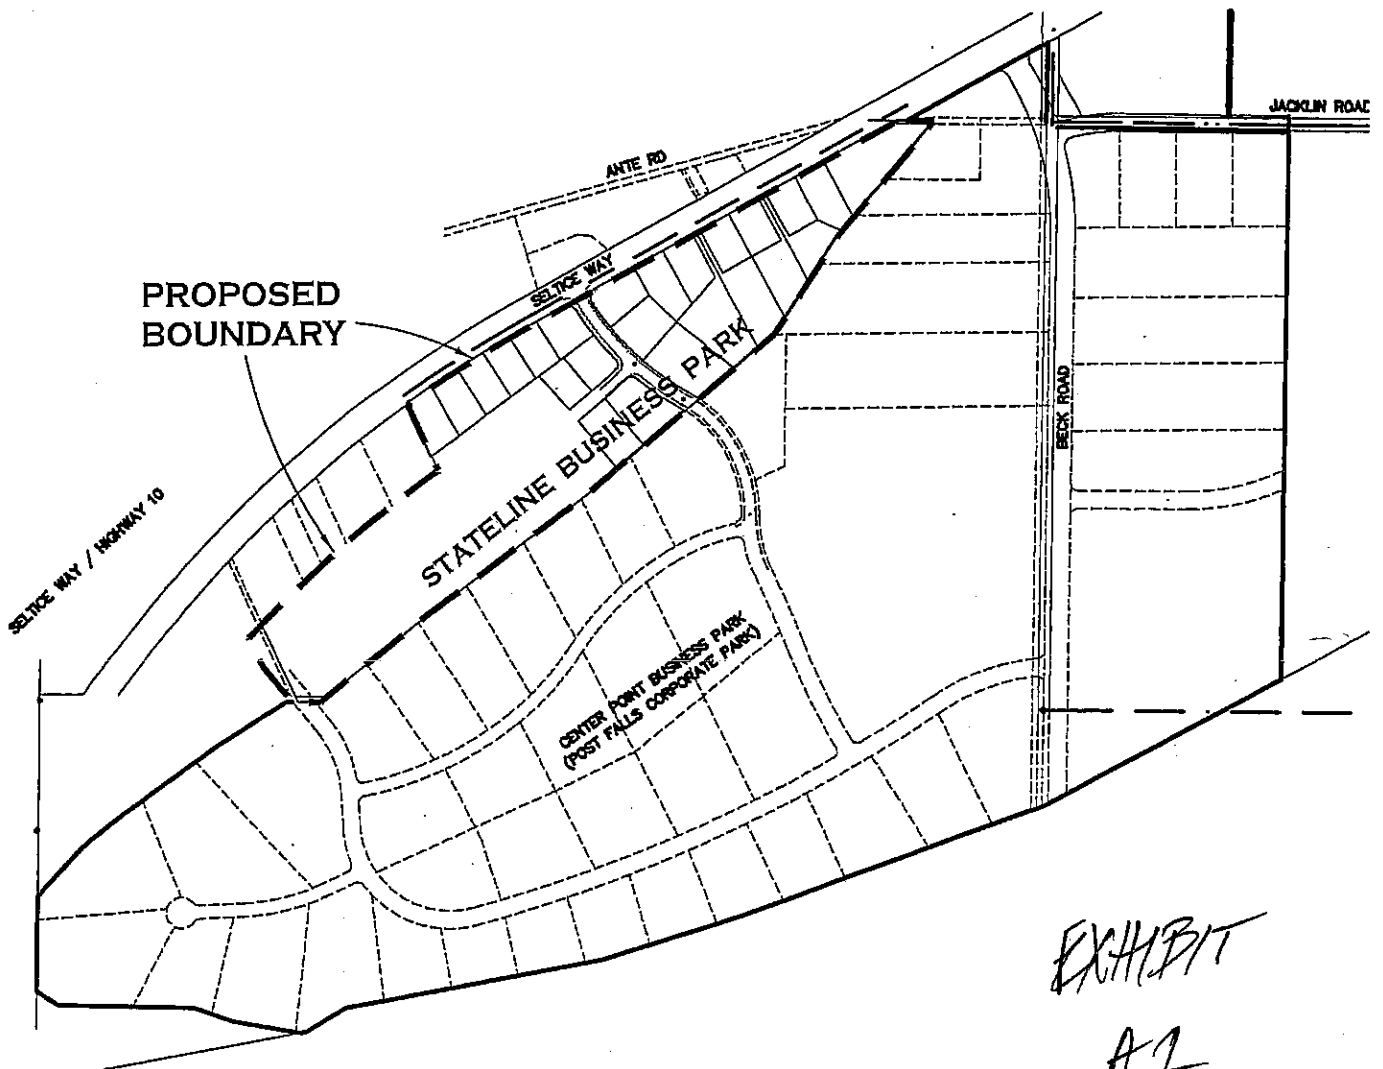 JACKLIN ROAD
ANTE RD
SELTICE WAY
PROPOSED
BOUNDARY
STATELINE BUSINESS PARK
BECK ROAD
SELTICE WAY / HIGHWAY 10
CENTER POINT BUSINESS PARK
(POST FALLS CORPORATE PARK)
EXHIBIT